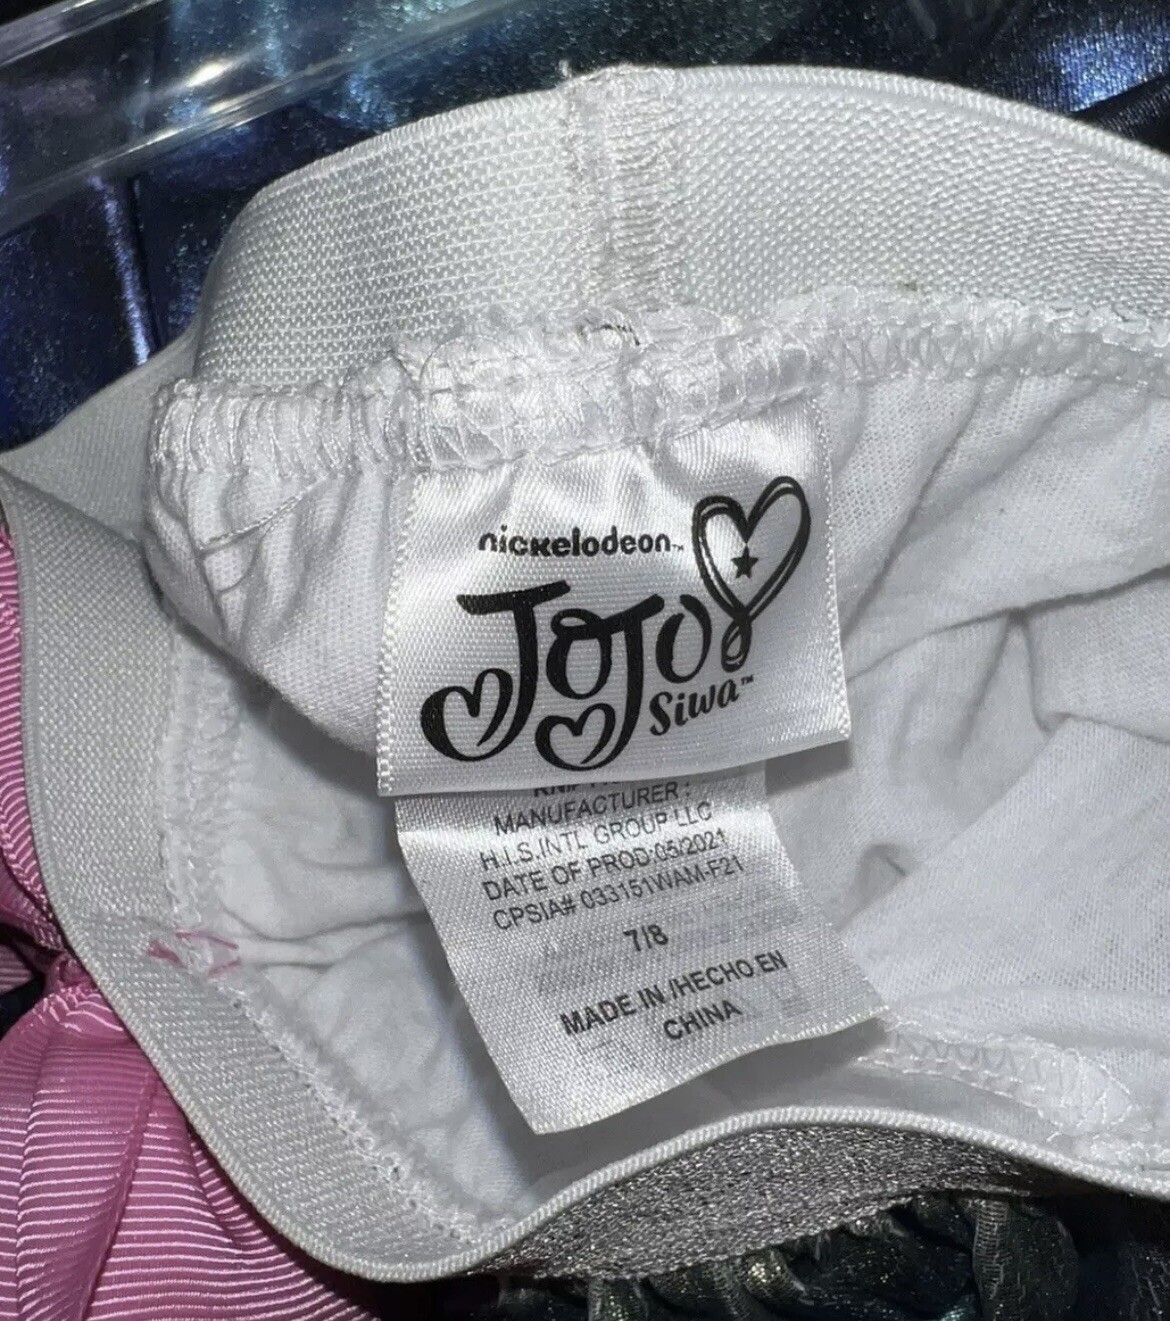 nickelodeon™
JoJo
Siwa™
MANUFACTURER :
H.I.S.INTL GROUP LLC
DATE OF PROD:05/2021
CPSIA# 033151WAM-F21
7/8
MADE IN /HECHO EN
CHINA